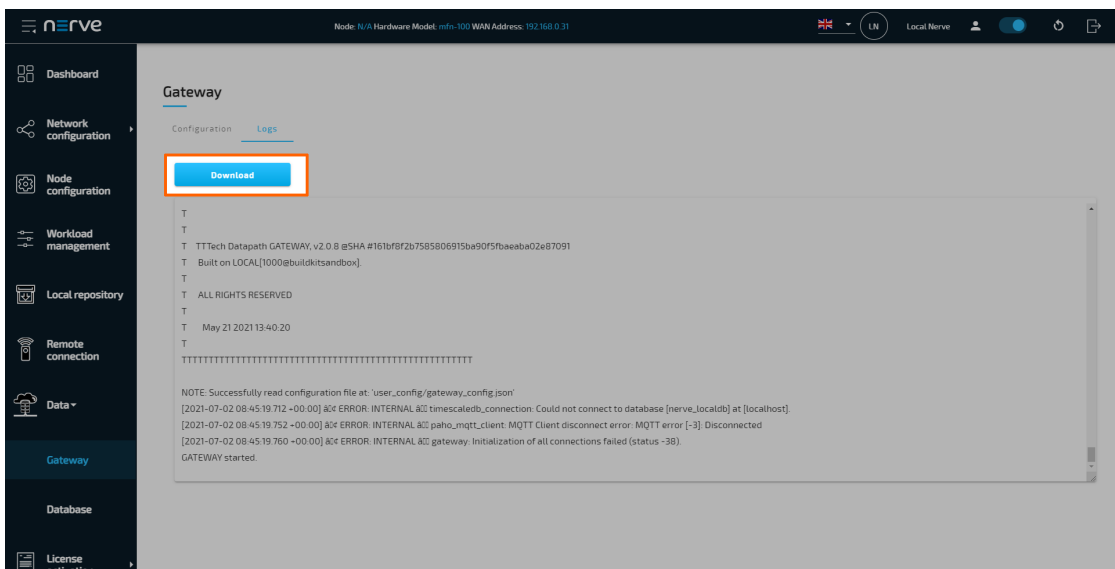 nerve
Node: N/A Hardware Model: mfn-100 WAN Address: 192.168.0.31
LN
Local Nerve
Dashboard
Network
configuration
Node
configuration
Workload
management
Local repository
Remote
connection
Data
Gateway
Database
License
Gateway
Configuration Logs
Download
T
T
T TTTech Datapath GATEWAY, v2.0.8 @SHA #161bf8f2b7585806915ba90f5fbaeaba02e87091
T Built on LOCAL[1000@buildkitsandbox].
T
T ALL RIGHTS RESERVED
T
T May 21 2021 13:40:20
T
TTTTTTTTTTTTTTTTTTTTTTTTTTTTTTTTTTTTTTTTTTTTTTTTTTTTTT
NOTE: Successfully read configuration file at: 'user_config/gateway_config.json'
[2021-07-02 08:45:19.712 +00:00] â¢ ERROR: INTERNAL â timescaledb_connection: Could not connect to database [nerve_localdb] at [localhost].
[2021-07-02 08:45:19.752 +00:00] â¢ ERROR: INTERNAL â paho_mqtt_client: MQTT Client disconnect error: MQTT error [-3]: Disconnected
[2021-07-02 08:45:19.760 +00:00] â¢ ERROR: INTERNAL â gateway: Initialization of all connections failed (status -38).
GATEWAY started.